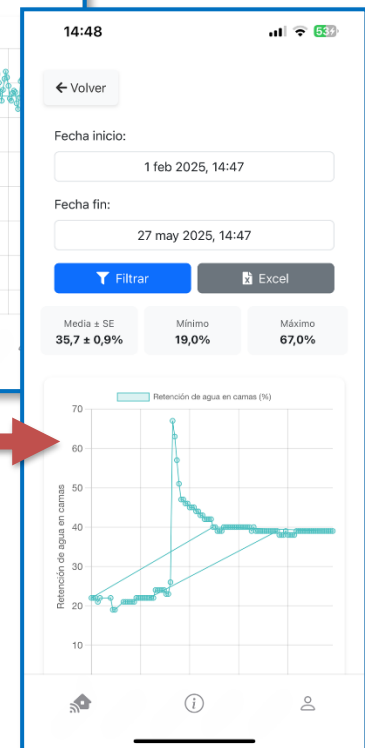 14:48
53
Volver
Fecha inicio:
1 feb 2025, 14:47
Fecha fin:
27 may 2025, 14:47
Filtrar
Excel
Media ± SE
35,7 ± 0,9%
Mínimo
19,0%
Máximo
67,0%
Retención de agua en camas (%)
Retención de agua en camas
70
60
50
40
30
20
10